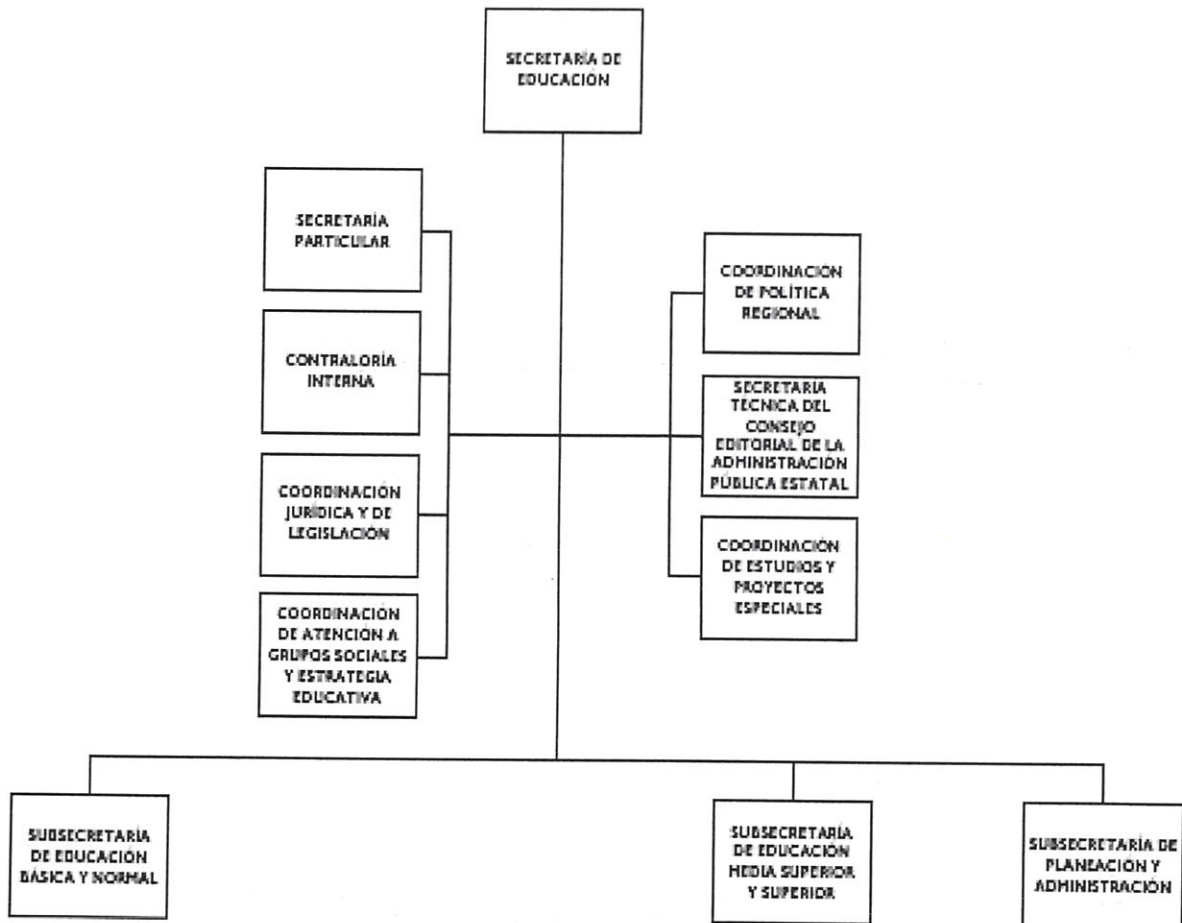 SECRETARÍA DE
EDUCACIÓN
SECRETARÍA
PARTICULAR
CONTRALORÍA
INTERNA
COORDINACIÓN
JURÍDICA Y DE
LEGISLACIÓN
COORDINACIÓN
DE ATENCIÓN A
GRUPOS SOCIALES
Y ESTRATEGIA
EDUCATIVA
COORDINACIÓN
DE POLÍTICA
REGIONAL
SECRETARÍA
TÉCNICA DEL
CONSEJO
EDITORIAL DE LA
ADMINISTRACIÓN
PÚBLICA ESTATAL
COORDINACIÓN
DE ESTUDIOS Y
PROYECTOS
ESPECIALES
SUBSECRETARÍA
DE EDUCACIÓN
BÁSICA Y NORMAL
SUBSECRETARÍA
DE EDUCACIÓN
MEDIA SUPERIOR
Y SUPERIOR
SUBSECRETARÍA DE
PLANEACIÓN Y
ADMINISTRACIÓN